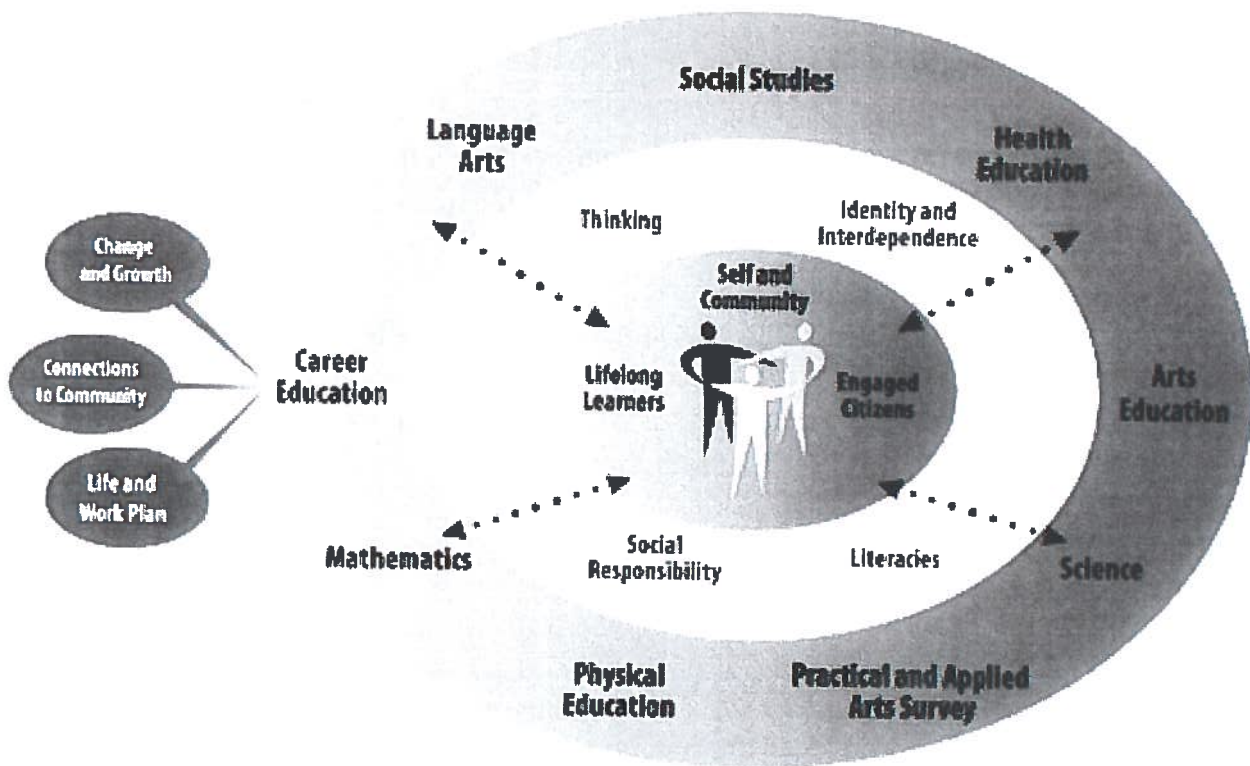 Social Studies
Language
Arts
Health
Education
Thinking
Identity and
Interdependence
Change
and Growth
Self and
Community
Connections
to Community
Career
Education
Lifelong
Learners
Engaged
Citizens
Arts
Education
Life and
Work Plan
Mathematics
Social
Responsibility
Literacies
Science
Physical
Education
Practical and Applied
Arts Survey